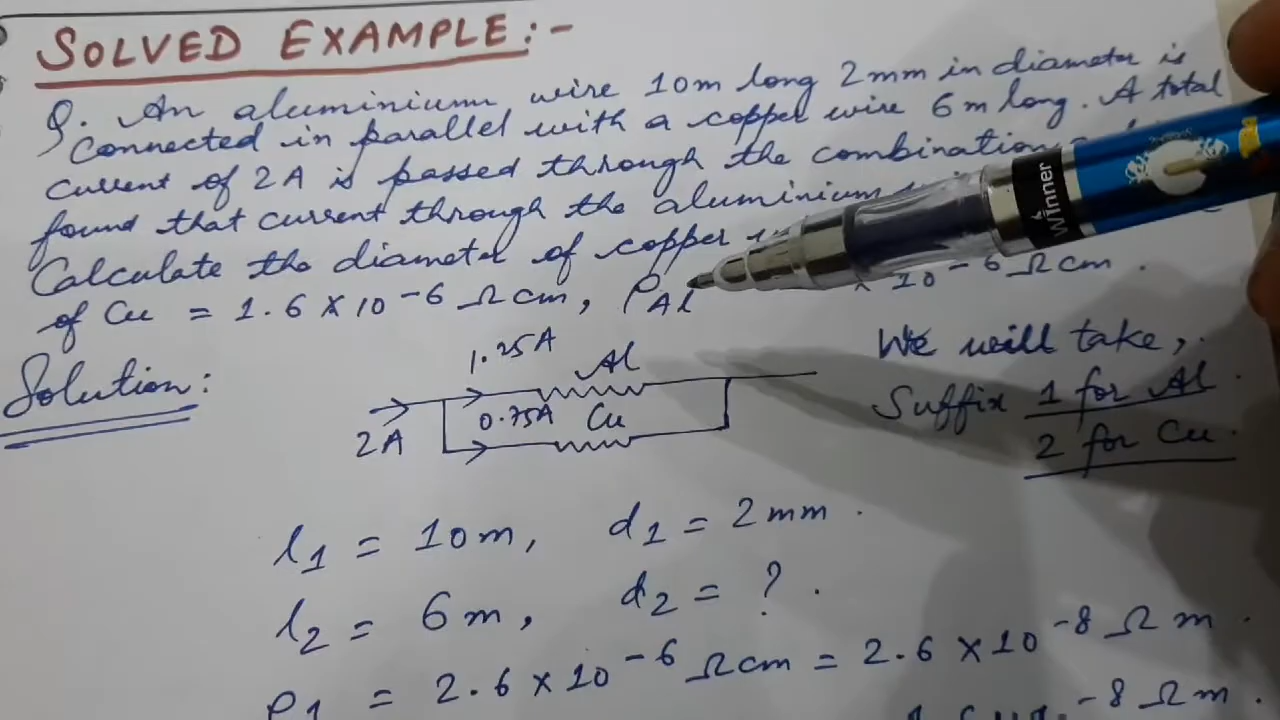 SOLVED EXAMPLE:-
Q. An aluminium wire 10m long 2mm in diameter is
connected in parallel with a copper wire 6m long. A total
current of 2A is passed through the combination
found that current through the aluminium
Calculate the diameter of copper
of Cu = 1.6 × 10⁻⁶ Ω cm, ρAl × 10⁻⁶ Ω cm.
Solution:
1.25A Al
2A 0.75A Cu
We will take,
Suffix 1 for Al.
2 for Cu.
l₁ = 10m, d₁ = 2mm.
l₂ = 6m, d₂ = ?.
ρ₁ = 2.6 × 10⁻⁶ Ω cm = 2.6 × 10⁻⁸ Ω m.
⁻⁸ Ω m.
Winner